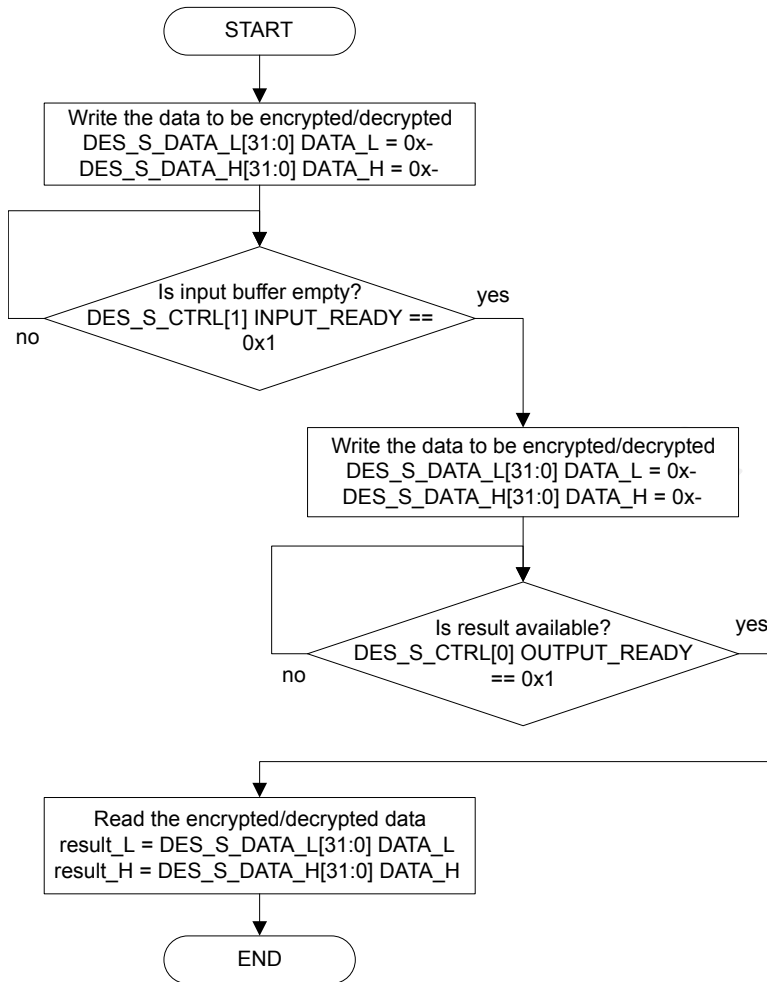 START
Write the data to be encrypted/decrypted
DES_S_DATA_L[31:0] DATA_L = 0x-
DES_S_DATA_H[31:0] DATA_H = 0x-
Is input buffer empty?
DES_S_CTRL[1] INPUT_READY ==
0x1
yes
no
Write the data to be encrypted/decrypted
DES_S_DATA_L[31:0] DATA_L = 0x-
DES_S_DATA_H[31:0] DATA_H = 0x-
Is result available?
DES_S_CTRL[0] OUTPUT_READY
== 0x1
yes
no
Read the encrypted/decrypted data
result_L = DES_S_DATA_L[31:0] DATA_L
result_H = DES_S_DATA_H[31:0] DATA_H
END